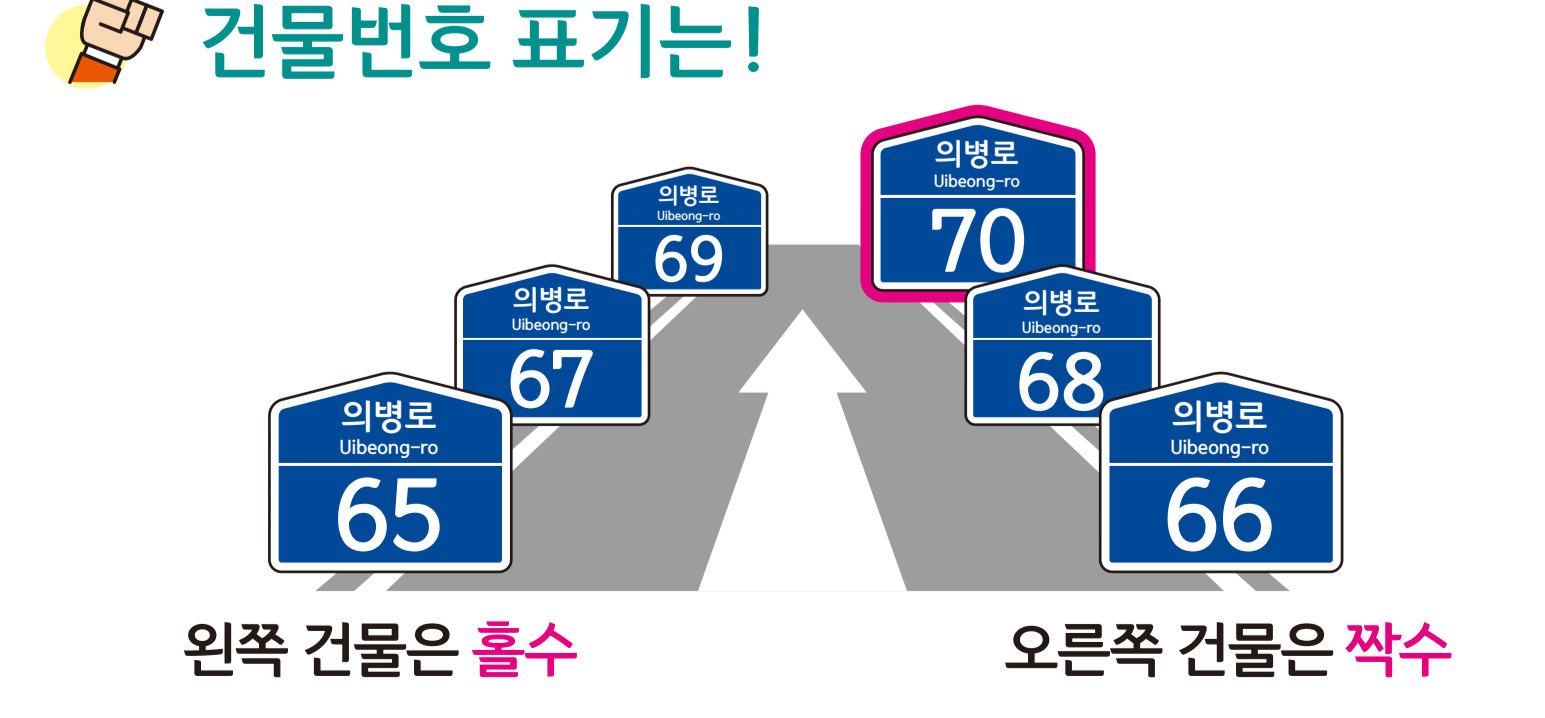 건물번호 표기는!
의병로
Uibeong-ro
70
의병로
Uibeong-ro
69
의병로
Uibeong-ro
67
의병로
Uibeong-ro
68
의병로
Uibeong-ro
65
의병로
Uibeong-ro
66
왼쪽 건물은 홀수
오른쪽 건물은 짝수